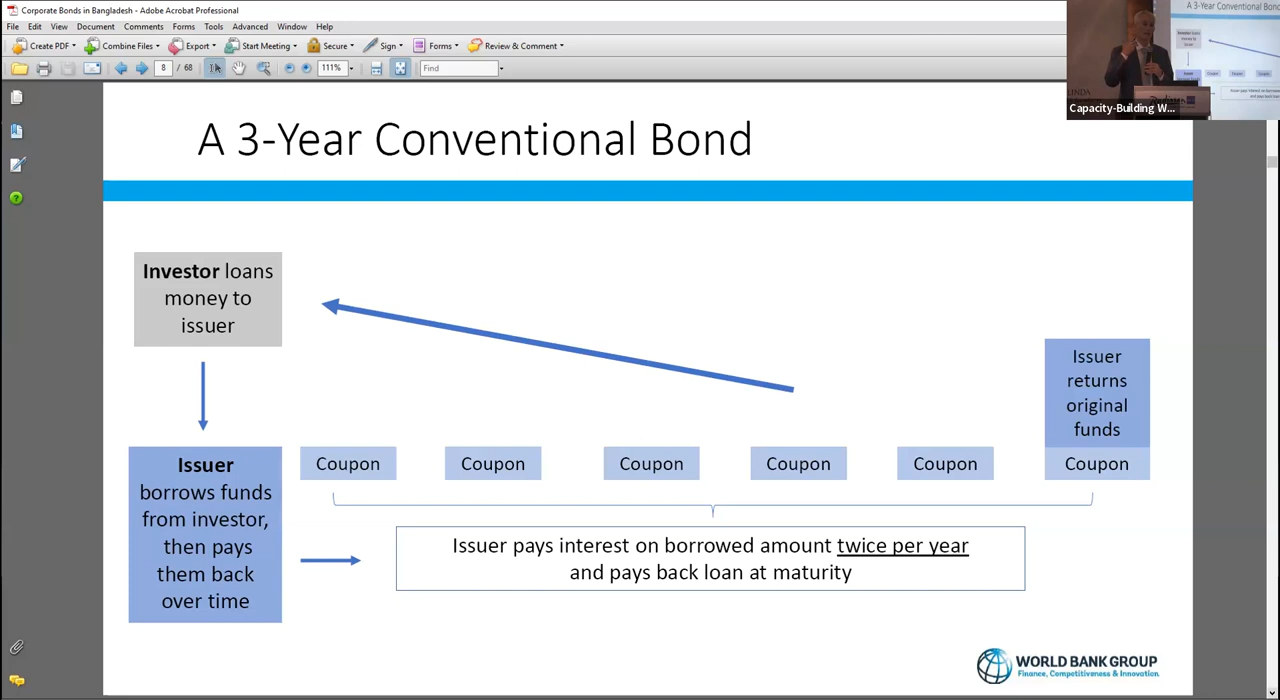 Corporate Bonds in Bangladesh - Adobe Acrobat Professional
File Edit View Document Comments Forms Tools Advanced Window Help
Create PDF Combine Files Export Start Meeting Secure Sign Forms Review & Comment
8 / 68 111% Find
A 3-Year Conventional Bond
Investor loans
money to
issuer
Issuer
borrows funds
from investor,
then pays
them back
over time
Coupon Coupon Coupon Coupon Coupon
Issuer
returns
original
funds
Coupon
Issuer pays interest on borrowed amount twice per year
and pays back loan at maturity
WORLD BANK GROUP
Finance, Competitiveness & Innovation
A 3-Year Conventional Bond
Capacity-Building W...